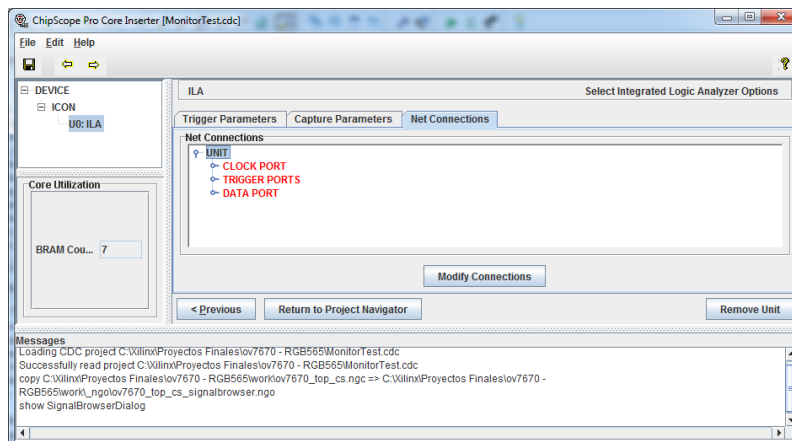 ChipScope Pro Core Inserter [MonitorTest.cdc]
File Edit Help
DEVICE
ICON
U0: ILA
ILA
Select Integrated Logic Analyzer Options
Trigger Parameters Capture Parameters Net Connections
Net Connections
UNIT
CLOCK PORT
TRIGGER PORTS
DATA PORT
Core Utilization
BRAM Cou... 7
Modify Connections
< Previous Return to Project Navigator Remove Unit
Messages
Loading CDC project C:\Xilinx\Proyectos Finales\ov7670 - RGB565\MonitorTest.cdc
Successfully read project C:\Xilinx\Proyectos Finales\ov7670 - RGB565\MonitorTest.cdc
copy C:\Xilinx\Proyectos Finales\ov7670 - RGB565\work\ov7670_top_cs.ngc => C:\Xilinx\Proyectos Finales\ov7670 -
RGB565\work\_ngo\ov7670_top_cs_signalbrowser.ngo
show SignalBrowserDialog